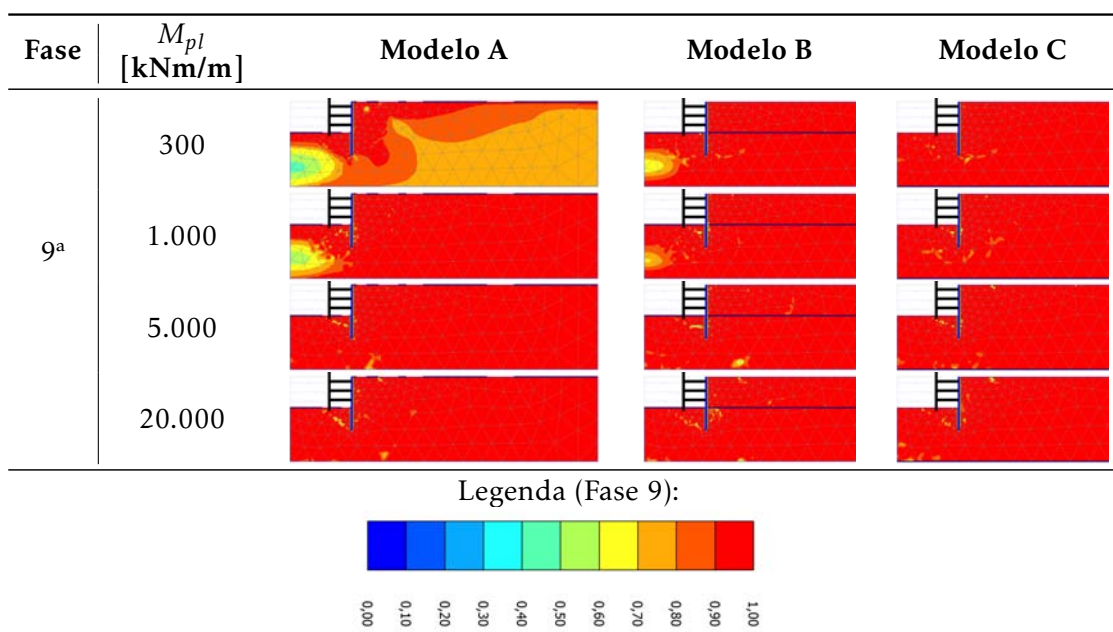 Fase M_pl [kNm/m] Modelo A Modelo B Modelo C
9ª
300
1.000
5.000
20.000
Legenda (Fase 9):
0,00 0,10 0,20 0,30 0,40 0,50 0,60 0,70 0,80 0,90 1,00